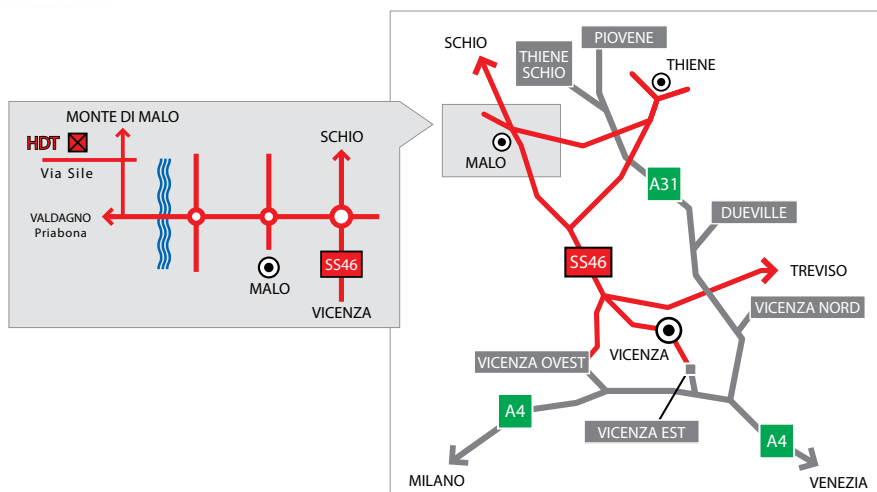 MONTE DI MALO
HDT
Via Sile
SCHIO
VALDAGNO
Priabona
SS46
MALO
VICENZA
SCHIO
PIOVENE
THIENE
SCHIO
THIENE
MALO
A31
DUEVILLE
SS46
TREVISO
VICENZA NORD
VICENZA
VICENZA OVEST
A4
VICENZA EST
A4
MILANO
VENEZIA